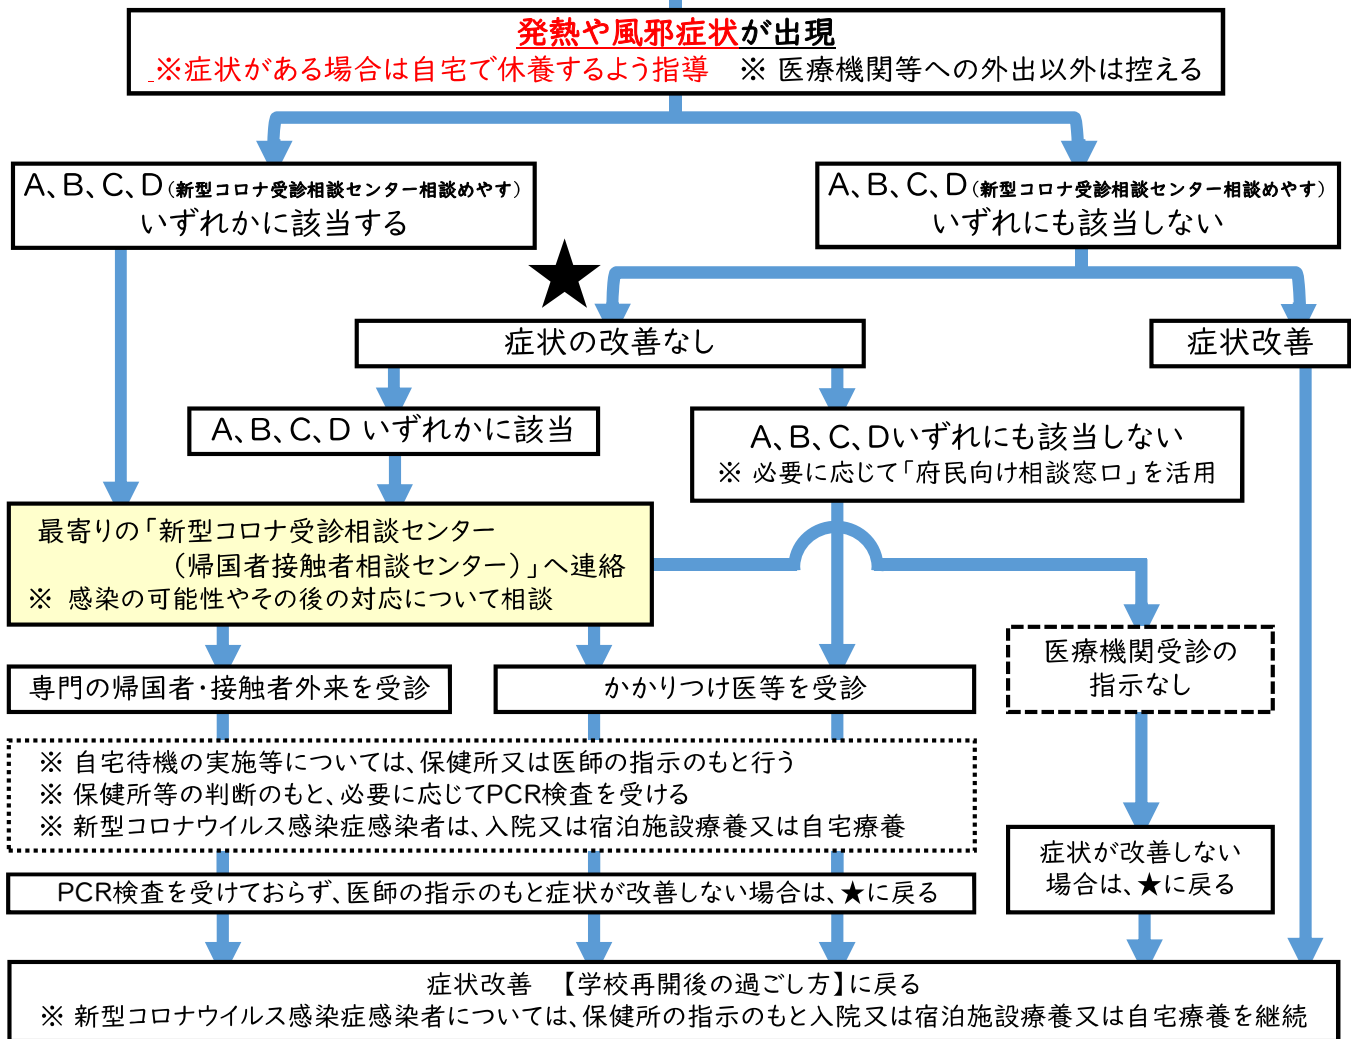 発熱や風邪症状が出現
※症状がある場合は自宅で休養するよう指導　※ 医療機関等への外出以外は控える
A、B、C、D（新型コロナ受診相談センター相談めやす）
いずれかに該当する
A、B、C、D（新型コロナ受診相談センター相談めやす）
いずれにも該当しない
★
症状の改善なし
症状改善
A、B、C、D いずれかに該当
A、B、C、Dいずれにも該当しない
※ 必要に応じて「府民向け相談窓口」を活用
最寄りの「新型コロナ受診相談センター
（帰国者接触者相談センター）」へ連絡
※ 感染の可能性やその後の対応について相談
医療機関受診の
指示なし
専門の帰国者・接触者外来を受診
かかりつけ医等を受診
※ 自宅待機の実施等については、保健所又は医師の指示のもと行う
※ 保健所等の判断のもと、必要に応じてPCR検査を受ける
※ 新型コロナウイルス感染症感染者は、入院又は宿泊施設療養又は自宅療養
症状が改善しない
場合は、★に戻る
PCR検査を受けておらず、医師の指示のもと症状が改善しない場合は、★に戻る
症状改善　【学校再開後の過ごし方】に戻る
※ 新型コロナウイルス感染症感染者については、保健所の指示のもと入院又は宿泊施設療養又は自宅療養を継続